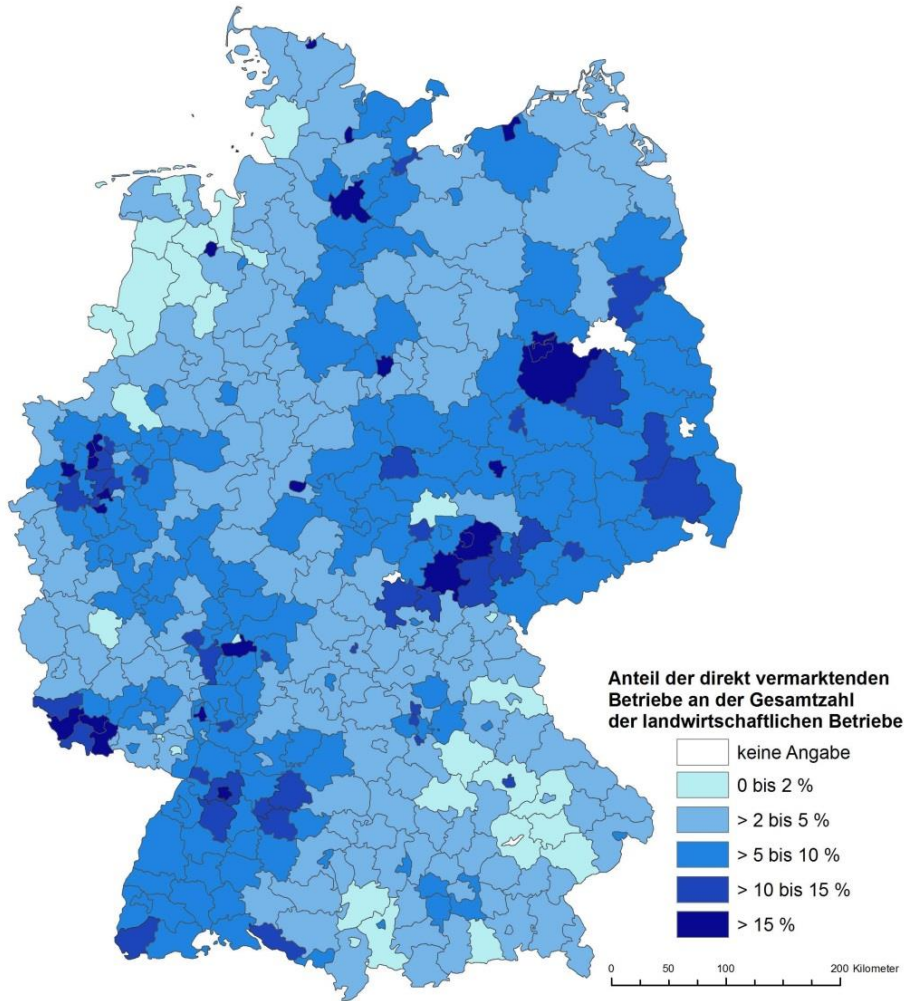 Anteil der direkt vermarktenden
Betriebe an der Gesamtzahl
der landwirtschaftlichen Betriebe
keine Angabe
0 bis 2 %
> 2 bis 5 %
> 5 bis 10 %
> 10 bis 15 %
> 15 %
0 50 100 200 Kilometer